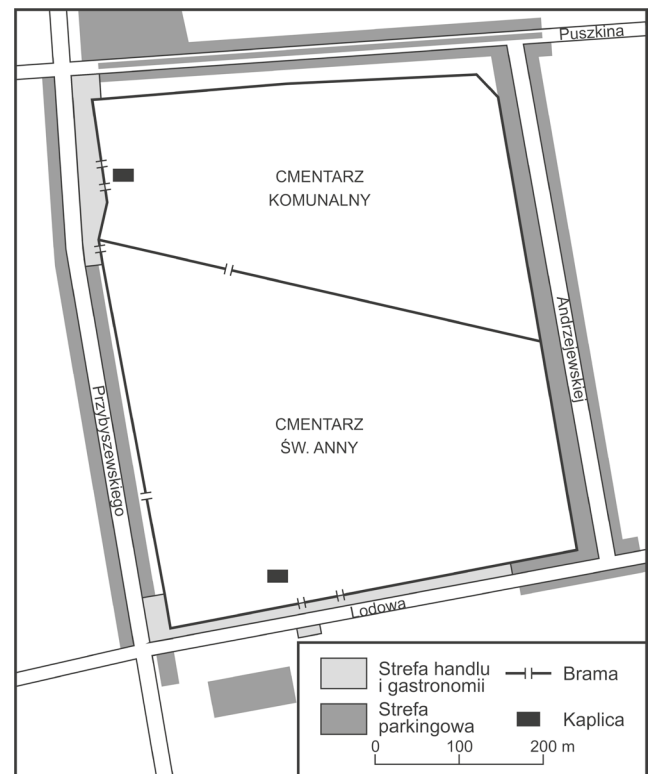 Puszkina
CMENTARZ
KOMUNALNY
Andrzejewskiej
Przybyszewskiego
CMENTARZ
ŚW. ANNY
Lodowa
Strefa handlu
i gastronomii
Brama
Strefa
parkingowa
Kaplica
0 100 200 m